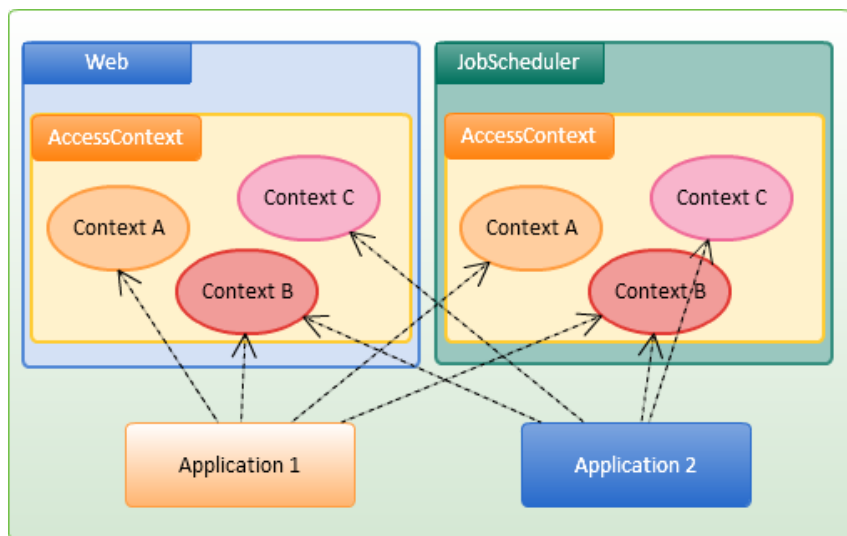 Web
AccessContext
Context A
Context C
Context B
JobScheduler
AccessContext
Context A
Context C
Context B
Application 1
Application 2